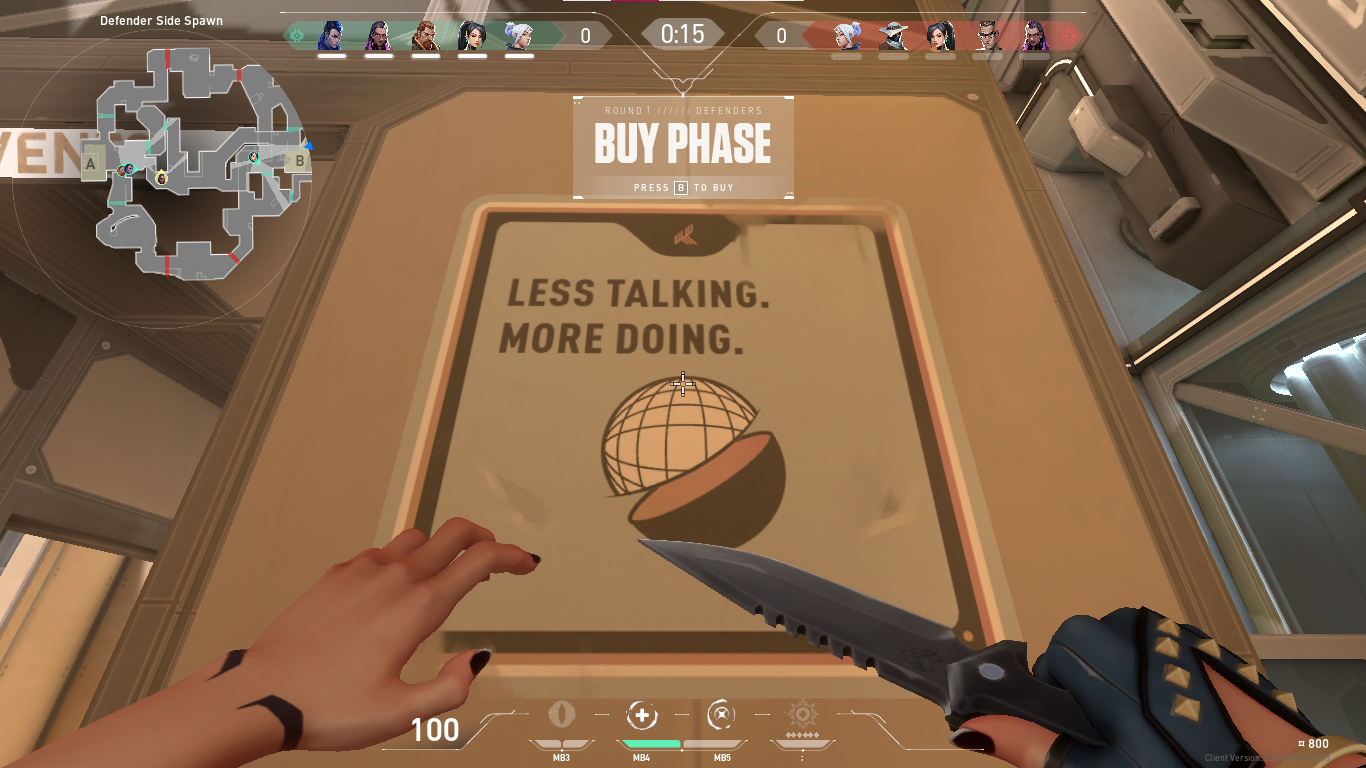 Defender Side Spawn
0
0:15
0
ROUND 1 ////// DEFENDERS
BUY PHASE
PRESS B TO BUY
VEN
A
B
LESS TALKING.
MORE DOING.
100
MB3
MB4
MB5
:
¤ 800
Client Version: